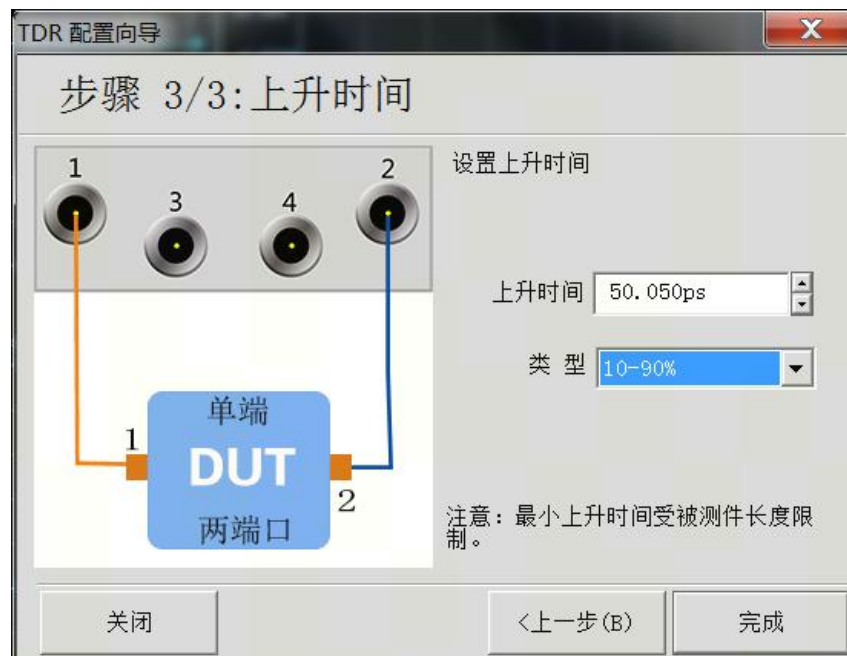 TDR 配置向导
步骤 3/3:上升时间
1
2
3
4
设置上升时间
上升时间 50.050ps
类 型 10-90%
单端
1
DUT
2
两端口
注意：最小上升时间受被测件长度限
制。
关闭
<上一步(B)
完成